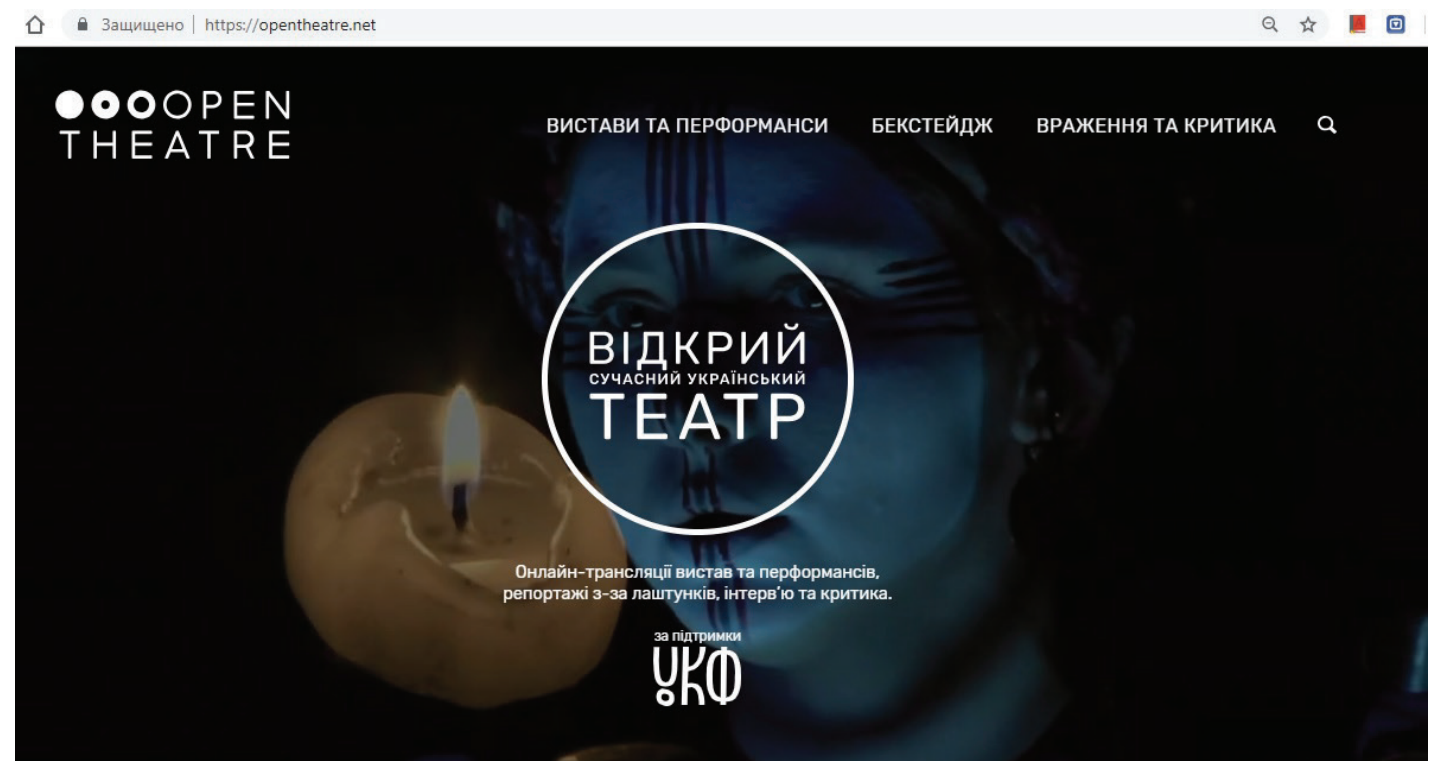 Защищено | https://opentheatre.net
OPEN
THEATRE
ВИСТАВИ ТА ПЕРФОРМАНСИ БЕКСТЕЙДЖ ВРАЖЕННЯ ТА КРИТИКА
ВІДКРИЙ
СУЧАСНИЙ УКРАЇНСЬКИЙ
ТЕАТР
Онлайн-трансляції вистав та перформансів,
репортажі з-за лаштунків, інтерв'ю та критика.
за підтримки
УКФ